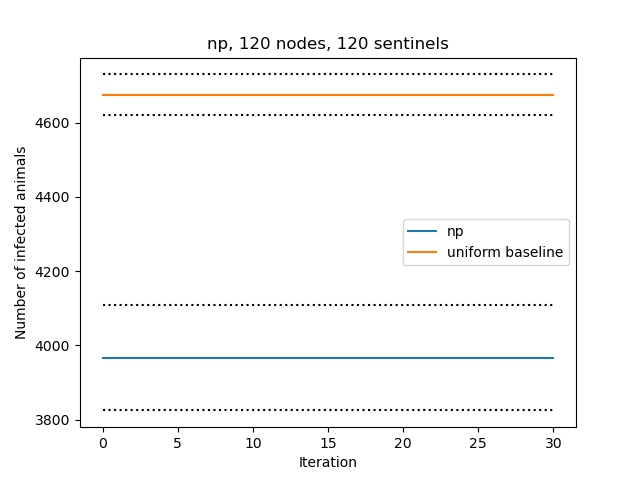 np, 120 nodes, 120 sentinels
Number of infected animals
4600
4400
4200
4000
3800
np
uniform baseline
0 5 10 15 20 25 30
Iteration